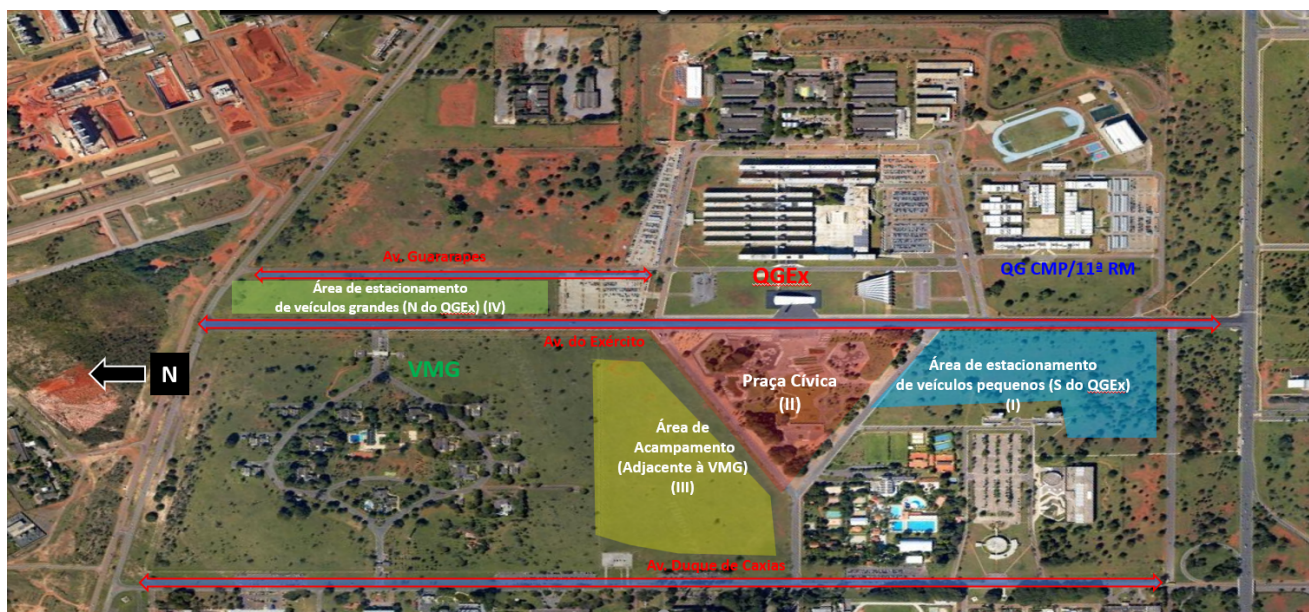 Av. Guararapes
QGEx
QG CMP/11ª RM
Área de estacionamento
de veículos grandes (N do QGEx) (IV)
Av. do Exército
N
VMG
Praça Cívica
(II)
Área de estacionamento
de veículos pequenos (S do QGEx)
(I)
Área de
Acampamento
(Adjacente à VMG)
(III)
Av. Duque de Caxias